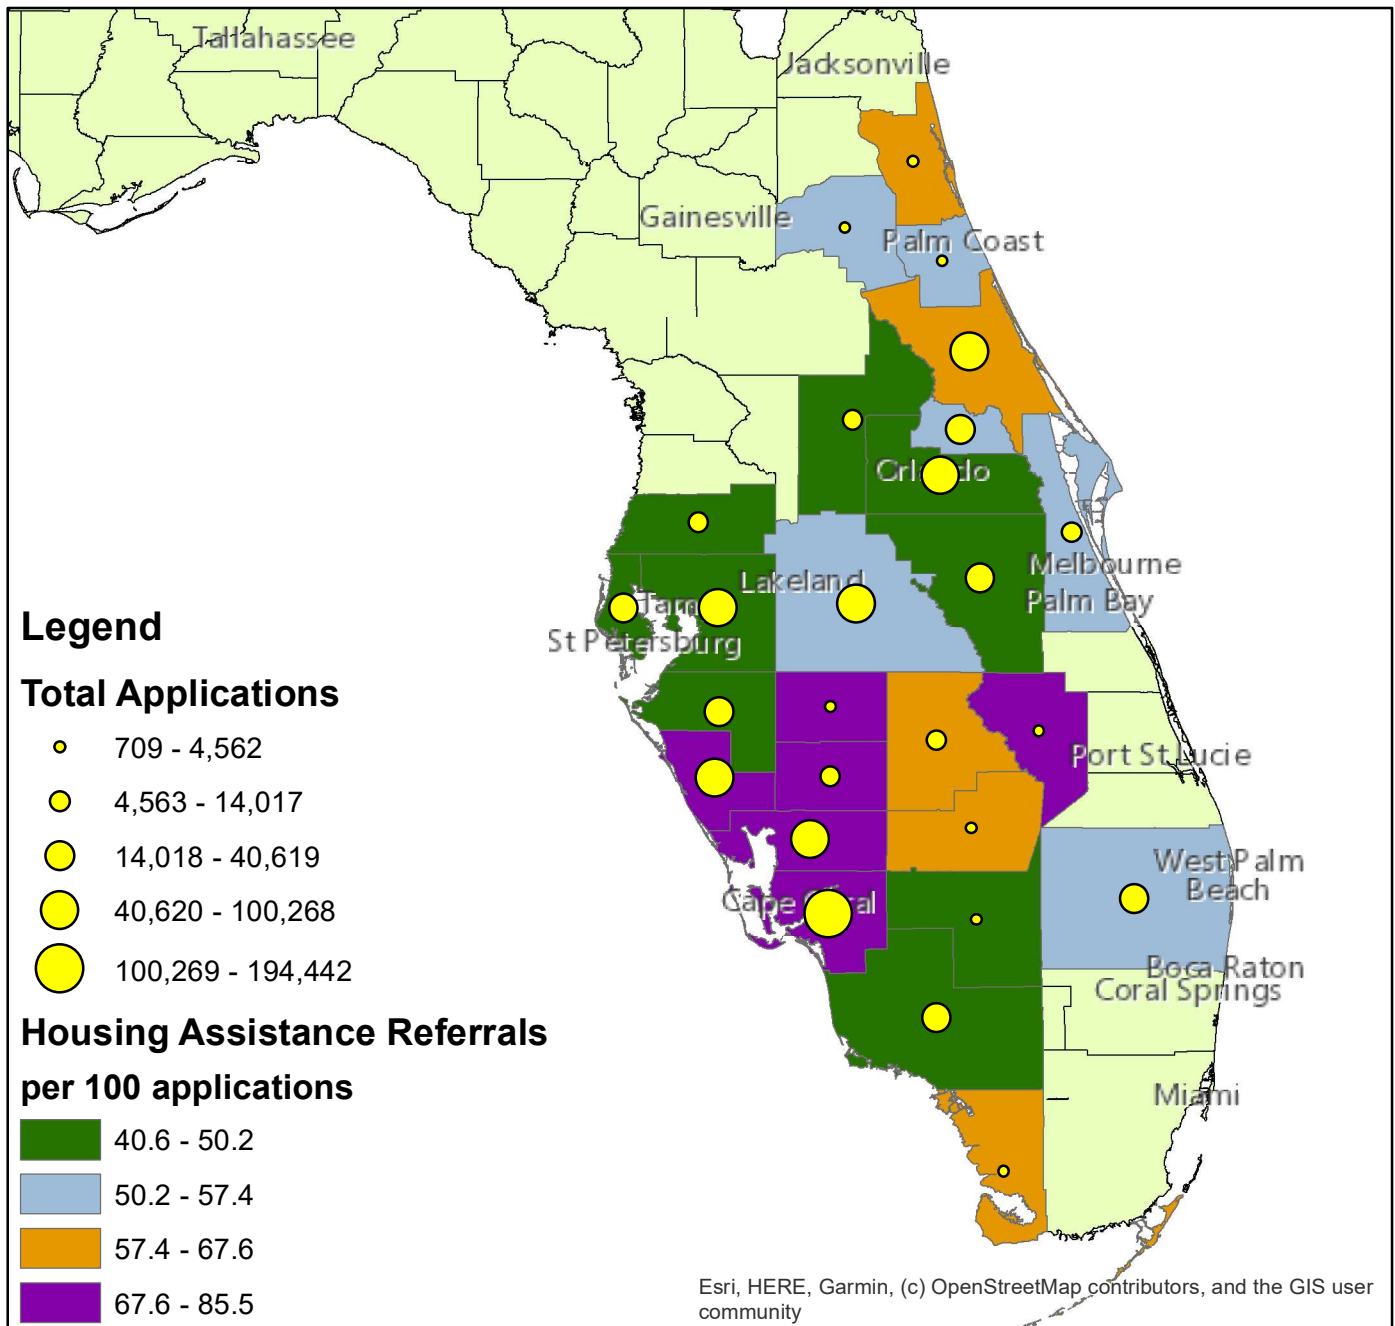 Tallahassee
Jacksonville
Gainesville
Palm Coast
Orlando
Lakeland
Melbourne
Palm Bay
St Petersburg
Port St Lucie
West Palm
Beach
Cape Coral
Boca Raton
Coral Springs
Miami
Legend
Total Applications
709 - 4,562
4,563 - 14,017
14,018 - 40,619
40,620 - 100,268
100,269 - 194,442
Housing Assistance Referrals
per 100 applications
40.6 - 50.2
50.2 - 57.4
57.4 - 67.6
67.6 - 85.5
Esri, HERE, Garmin, (c) OpenStreetMap contributors, and the GIS user
community